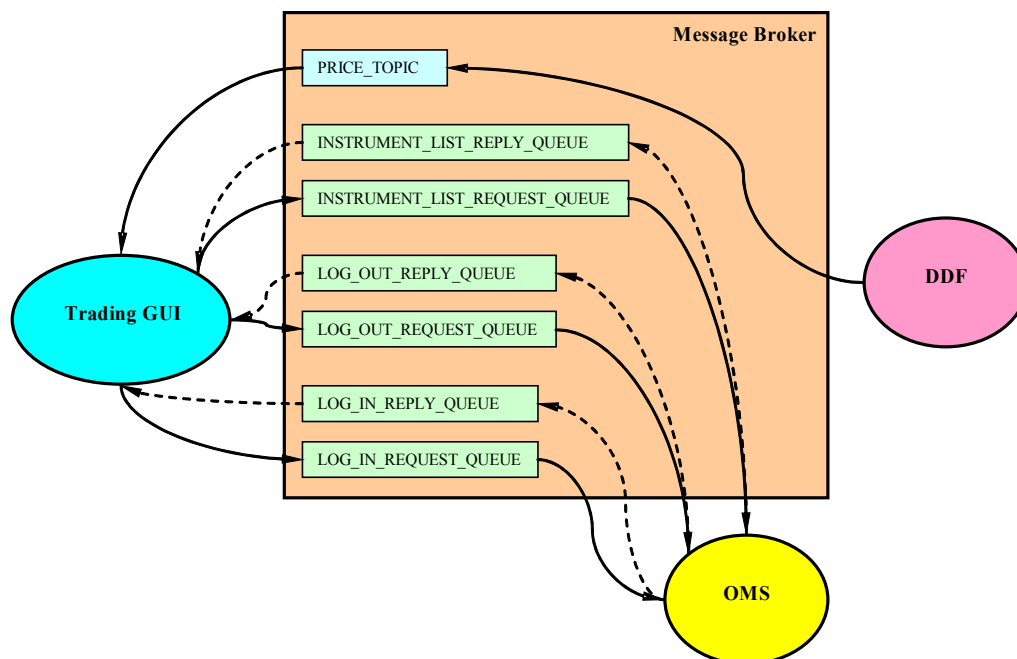 Message Broker
PRICE_TOPIC
INSTRUMENT_LIST_REPLY_QUEUE
INSTRUMENT_LIST_REQUEST_QUEUE
LOG_OUT_REPLY_QUEUE
DDF
Trading GUI
LOG_OUT_REQUEST_QUEUE
LOG_IN_REPLY_QUEUE
LOG_IN_REQUEST_QUEUE
OMS